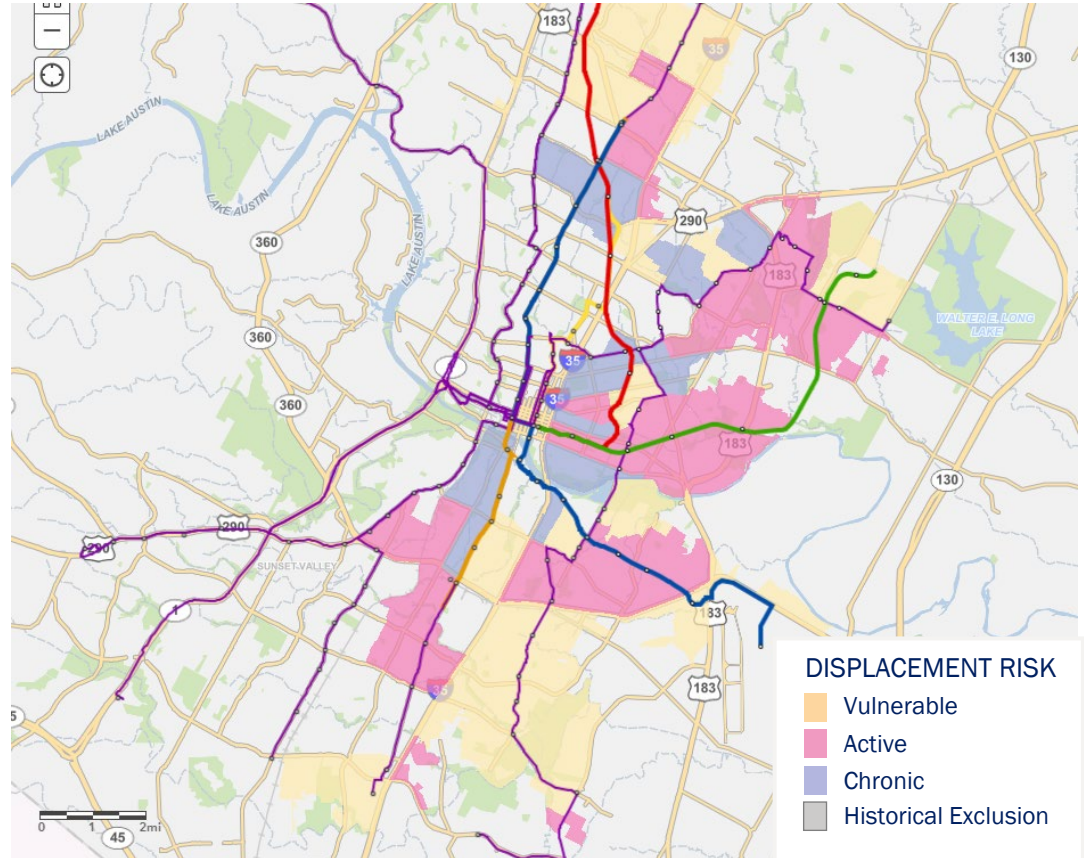 183
35
130
LAKE AUSTIN
LAKE AUSTIN
290
360
LAKE AUSTIN
183
WALTER E. LONG
LAKE
360
35
35
360
183
130
290
290
SUNSET VALLEY
1
183
183
35
5
0 1 2mi
45
DISPLACEMENT RISK
Vulnerable
Active
Chronic
Historical Exclusion